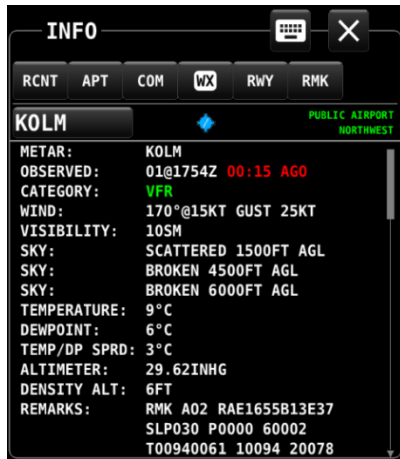 INFO
RCNT APT COM WX RWY RMK
KOLM
PUBLIC AIRPORT
NORTHWEST
METAR: KOLM
OBSERVED: 01@1754Z 00:15 AGO
CATEGORY: VFR
WIND: 170°@15KT GUST 25KT
VISIBILITY: 10SM
SKY: SCATTERED 1500FT AGL
SKY: BROKEN 4500FT AGL
SKY: BROKEN 6000FT AGL
TEMPERATURE: 9°C
DEWPOINT: 6°C
TEMP/DP SPRD: 3°C
ALTIMETER: 29.62INHG
DENSITY ALT: 6FT
REMARKS: RMK AO2 RAE1655B13E37
SLP030 P0000 60002
T00940061 10094 20078